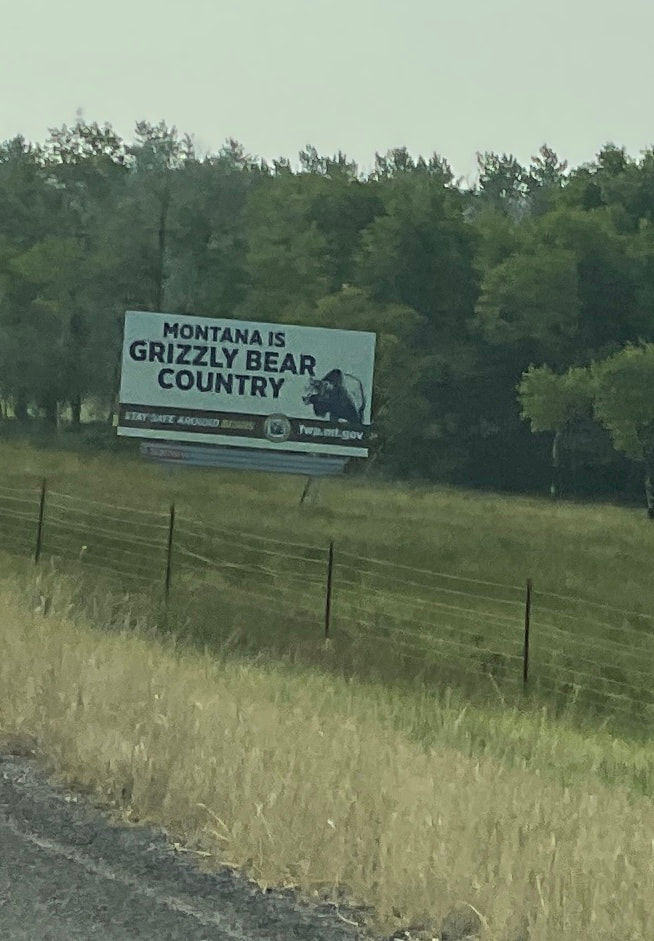 MONTANA IS
GRIZZLY BEAR
COUNTRY
STAY SAFE AROUND BEARS
fwp.mt.gov